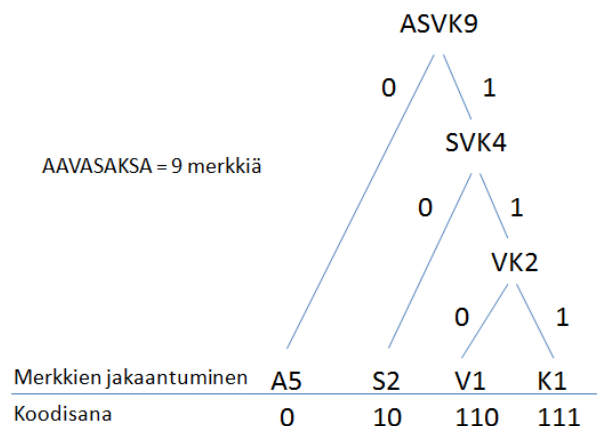 ASVK9
0 1
SVK4
AAVASAKSA = 9 merkkiä
0 1
VK2
0 1
Merkkien jakaantuminen A5 S2 V1 K1
Koodisana 0 10 110 111